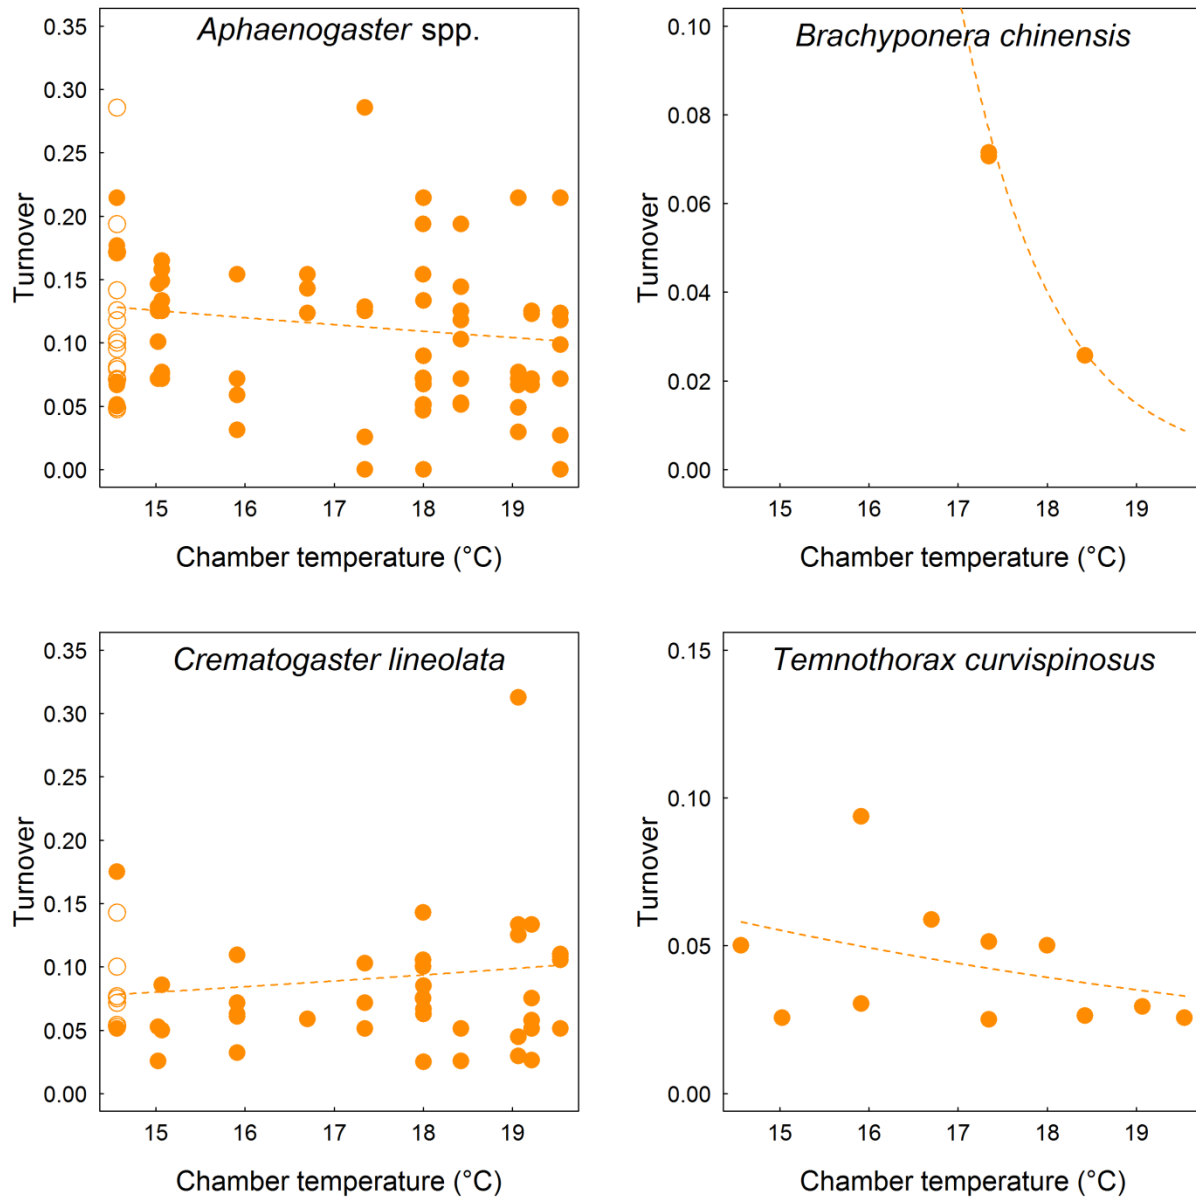 Aphaenogaster spp.
Turnover
0.35
0.30
0.25
0.20
0.15
0.10
0.05
0.00
15 16 17 18 19
Chamber temperature (°C)
Brachyponera chinensis
Turnover
0.10
0.08
0.06
0.04
0.02
0.00
15 16 17 18 19
Chamber temperature (°C)
Crematogaster lineolata
Turnover
0.35
0.30
0.25
0.20
0.15
0.10
0.05
0.00
15 16 17 18 19
Chamber temperature (°C)
Temnothorax curvispinosus
Turnover
0.15
0.10
0.05
0.00
15 16 17 18 19
Chamber temperature (°C)